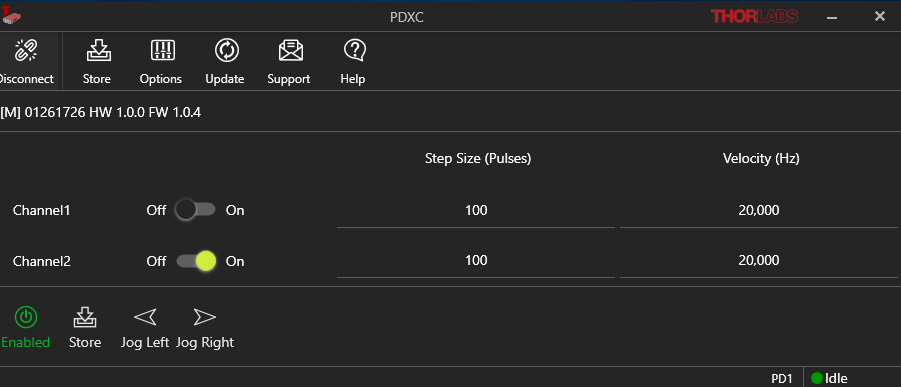 PDXC THORLABS
Disconnect Store Options Update Support Help
[M] 01261726 HW 1.0.0 FW 1.0.4
Step Size (Pulses) Velocity (Hz)
Channel1 Off On 100 20,000
Channel2 Off On 100 20,000
Enabled Store Jog Left Jog Right
PD1 Idle